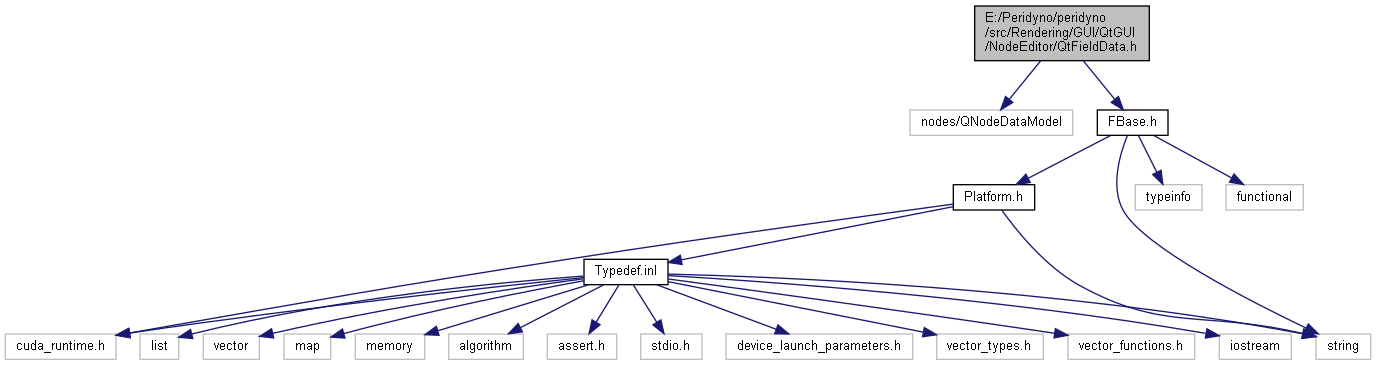 E:/Peridyno/peridyno
/src/Rendering/GUI/QtGUI
/NodeEditor/QtFieldData.h
nodes/QNodeDataModel
FBase.h
Platform.h
typeinfo
functional
Typedef.inl
cuda_runtime.h
list
vector
map
memory
algorithm
assert.h
stdio.h
device_launch_parameters.h
vector_types.h
vector_functions.h
iostream
string